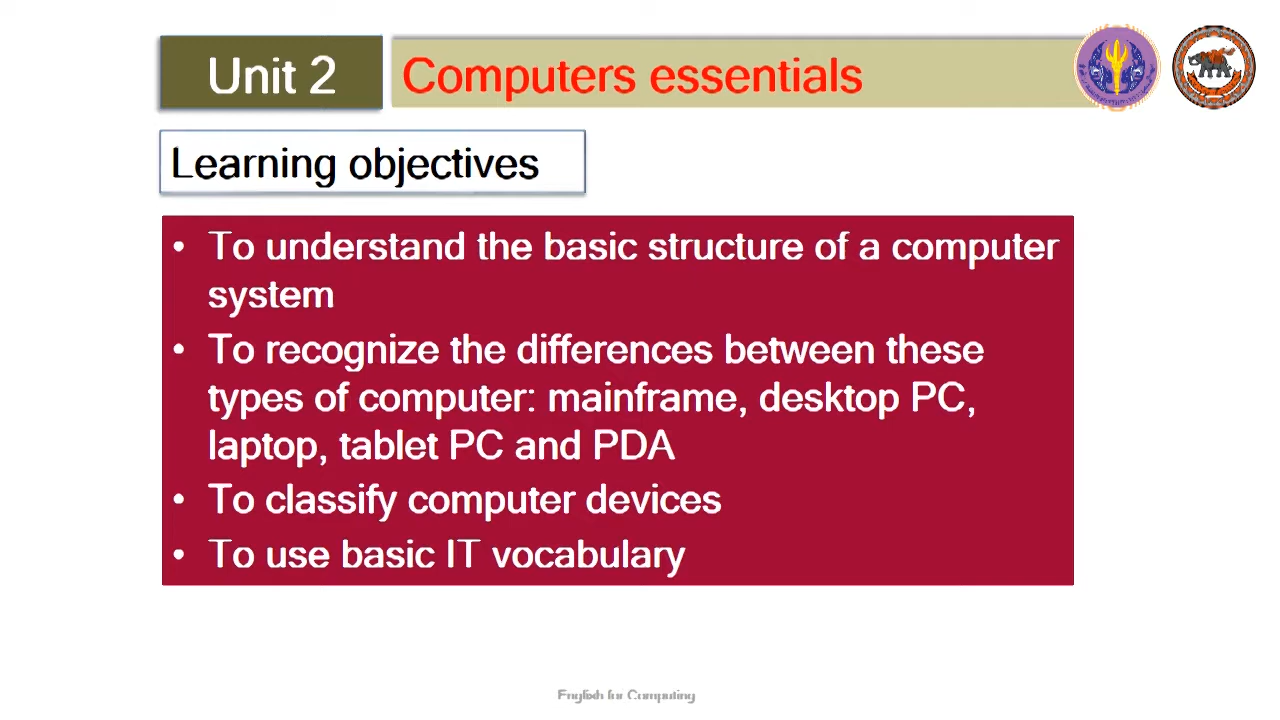 Unit 2
Computers essentials
Learning objectives
• To understand the basic structure of a computer
system
• To recognize the differences between these
types of computer: mainframe, desktop PC,
laptop, tablet PC and PDA
• To classify computer devices
• To use basic IT vocabulary
English for Computing